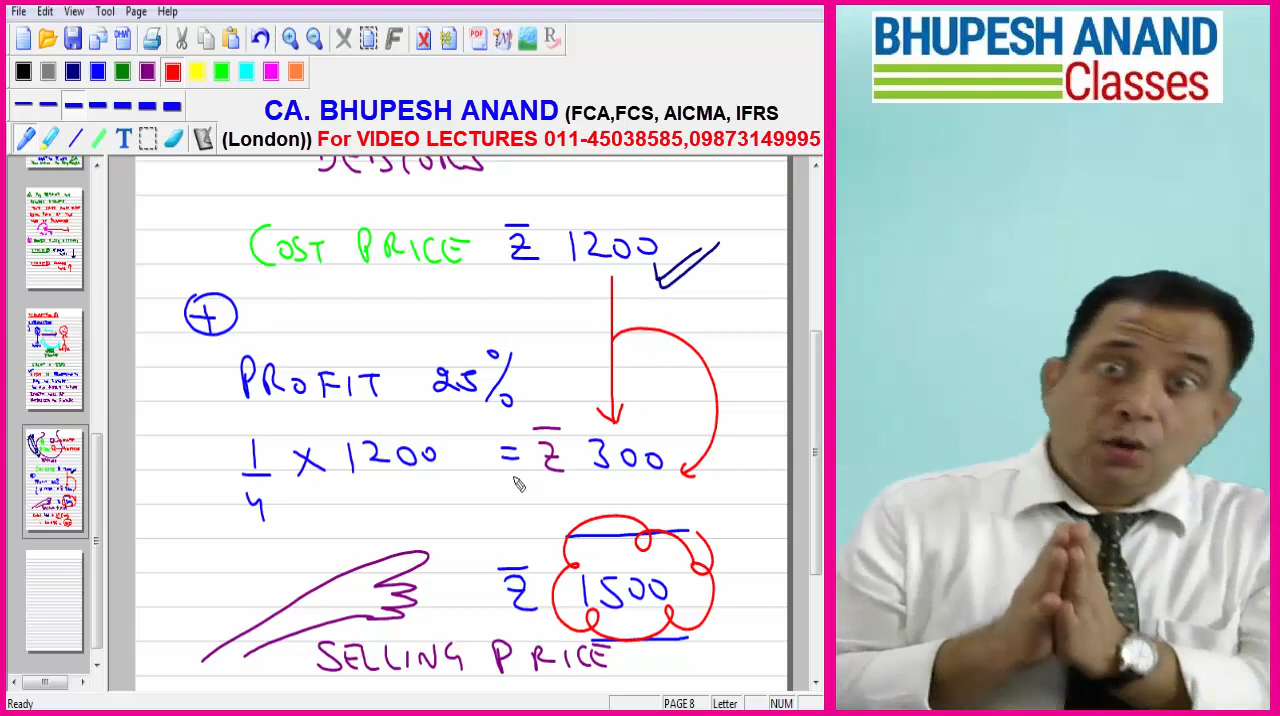 File Edit View Tool Page Help
BHUPESH ANAND
Classes
CA. BHUPESH ANAND (FCA,FCS, AICMA, IFRS
(London)) For VIDEO LECTURES 011-45038585,09873149995
COST PRICE Z̅ 1200
+
PROFIT 25%
1/4 × 1200 = Z̅ 300
Z̅ 1500
SELLING PRICE
Ready PAGE 8 Letter NUM